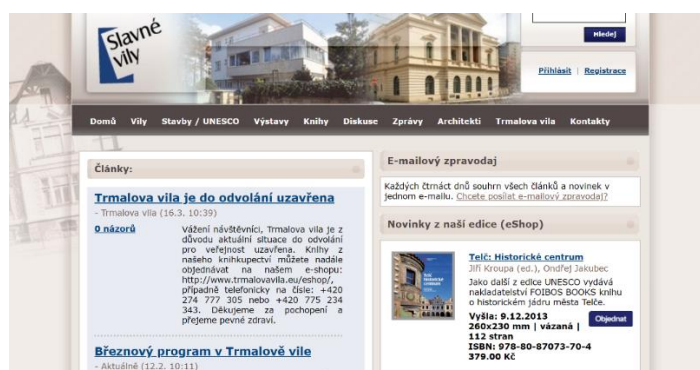 Slavné
vily
Hledej
Přihlásit | Registrace
Domů Vily Stavby / UNESCO Výstavy Knihy Diskuse Zprávy Architekti Trmalova vila Kontakty
Články:
Trmalova vila je do odvolání uzavřena
- Trmalova vila (16.3. 10:39)
0 názorů
Vážení návštěvníci, Trmalova vila je z
důvodu aktuální situace do odvolání
pro veřejnost uzavřena. Knihy z
našeho knihkupectví můžete nadále
objednávat na našem e-shopu:
http://www.trmalovavila.eu/eshop/,
případně telefonicky na čísle: +420
274 777 305 nebo +420 775 234
343. Děkujeme za pochopení a
přejeme pevné zdraví.
Březnový program v Trmalově vile
- Aktuálně (12.2. 10:11)
E-mailový zpravodaj
Každých čtrnáct dnů souhrn všech článků a novinek v
jednom e-mailu. Chcete posílat e-mailový zpravodaj?
Novinky z naší edice (eShop)
Telč: Historické centrum
Jiří Kroupa (ed.), Ondřej Jakubec
Jako další z edice UNESCO vydává
nakladatelství FOIBOS BOOKS knihu
o historickém jádru města Telče.
Vyšla: 9.12.2013
260x230 mm | vázaná |
112 stran
ISBN: 978-80-87073-70-4
379.00 Kč
Objednat